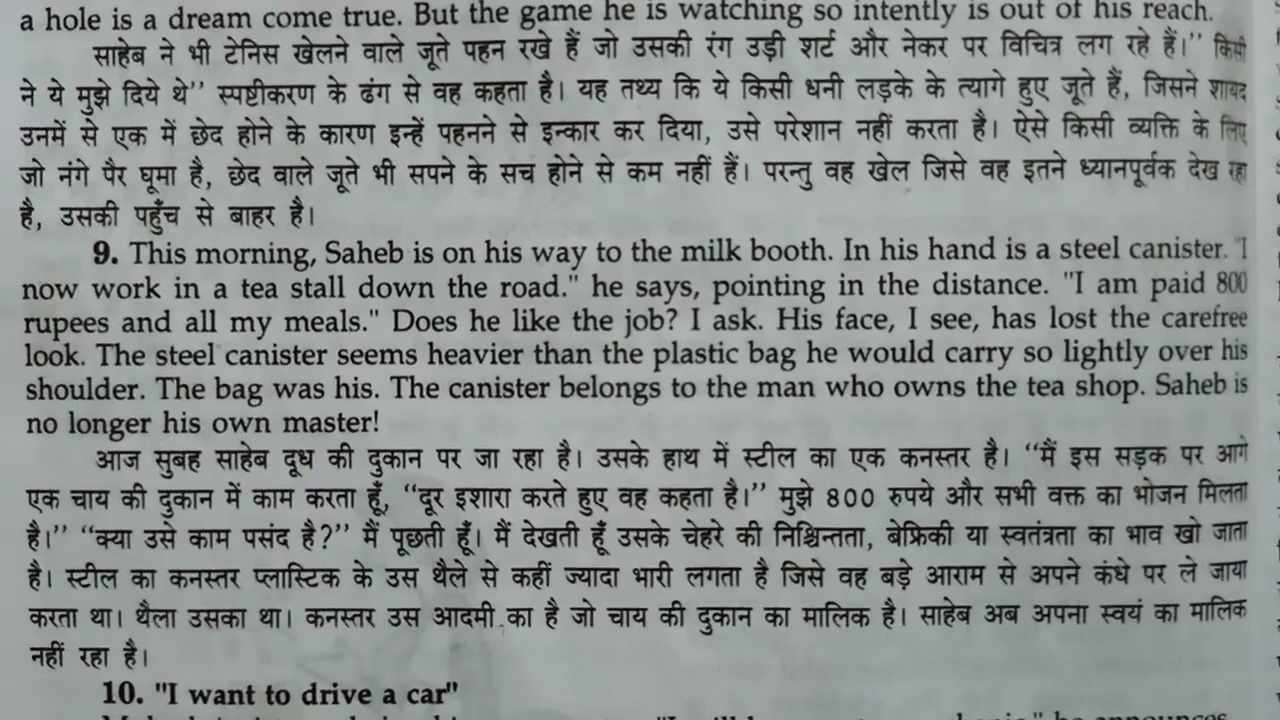 a hole is a dream come true. But the game he is watching so intently is out of his reach.
साहेब ने भी टेनिस खेलने वाले जूते पहन रखे हैं जो उसकी रंग उड़ी शर्ट और नेकर पर विचित्र लग रहे हैं।” किसी
ने ये मुझे दिये थे” स्पष्टीकरण के ढंग से वह कहता है। यह तथ्य कि ये किसी धनी लड़के के त्यागे हुए जूते हैं, जिसने शायद
उनमें से एक में छेद होने के कारण इन्हें पहनने से इन्कार कर दिया, उसे परेशान नहीं करता है। ऐसे किसी व्यक्ति के लिए
जो नंगे पैर घूमा है, छेद वाले जूते भी सपने के सच होने से कम नहीं हैं। परन्तु वह खेल जिसे वह इतने ध्यानपूर्वक देख रहा
है, उसकी पहुँच से बाहर है।
9. This morning, Saheb is on his way to the milk booth. In his hand is a steel canister. "I
now work in a tea stall down the road." he says, pointing in the distance. "I am paid 800
rupees and all my meals." Does he like the job? I ask. His face, I see, has lost the carefree
look. The steel canister seems heavier than the plastic bag he would carry so lightly over his
shoulder. The bag was his. The canister belongs to the man who owns the tea shop. Saheb is
no longer his own master!
आज सुबह साहेब दूध की दुकान पर जा रहा है। उसके हाथ में स्टील का एक कनस्तर है। “मैं इस सड़क पर आगे
एक चाय की दुकान में काम करता हूँ, “दूर इशारा करते हुए वह कहता है।” मुझे 800 रुपये और सभी वक्त का भोजन मिलता
है।” “क्या उसे काम पसंद है?” मैं पूछती हूँ। मैं देखती हूँ उसके चेहरे की निश्चिन्तता, बेफ्रिकी या स्वतंत्रता का भाव खो जाता
है। स्टील का कनस्तर प्लास्टिक के उस थैले से कहीं ज्यादा भारी लगता है जिसे वह बड़े आराम से अपने कंधे पर ले जाया
करता था। थैला उसका था। कनस्तर उस आदमी का है जो चाय की दुकान का मालिक है। साहेब अब अपना स्वयं का मालिक
नहीं रहा है।
10. "I want to drive a car"